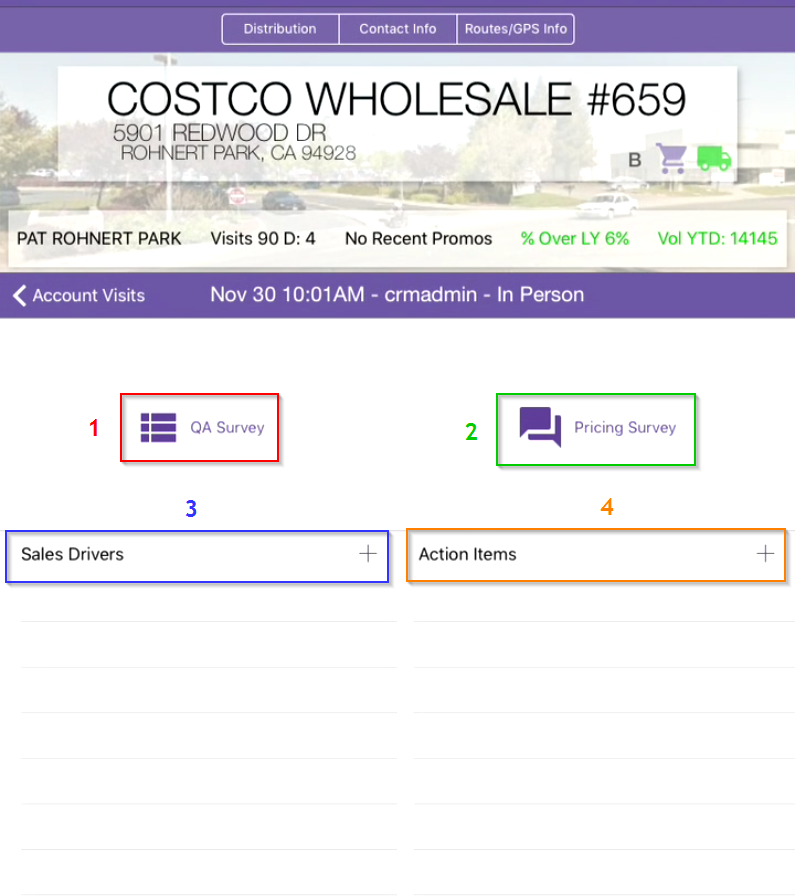 Distribution Contact Info Routes/GPS Info
COSTCO WHOLESALE #659
5901 REDWOOD DR
ROHNERT PARK, CA 94928
B
PAT ROHNERT PARK Visits 90 D: 4 No Recent Promos % Over LY 6% Vol YTD: 14145
Account Visits Nov 30 10:01AM - crmadmin - In Person
1 QA Survey 2 Pricing Survey
3 4
Sales Drivers + Action Items +